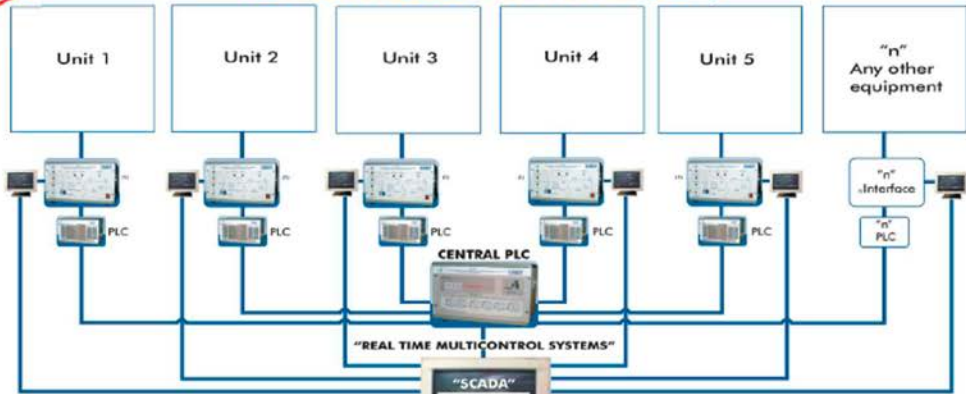 Unit 1
Unit 2
Unit 3
Unit 4
Unit 5
"n"
Any other
equipment
"n"
Interface
PLC
PLC
PLC
PLC
PLC
"n"
PLC
CENTRAL PLC
"REAL TIME MULTICONTROL SYSTEMS"
"SCADA"